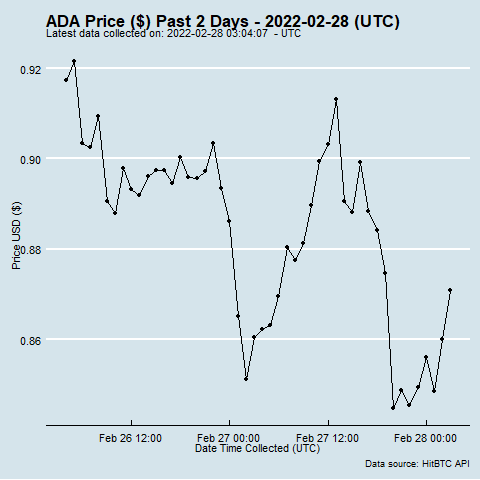 ADA Price ($) Past 2 Days - 2022-02-28 (UTC)
Latest data collected on: 2022-02-28 03:04:07 - UTC
0.92
0.90
0.88
0.86
Price USD ($)
Feb 26 12:00
Feb 27 00:00
Feb 27 12:00
Feb 28 00:00
Date Time Collected (UTC)
Data source: HitBTC API